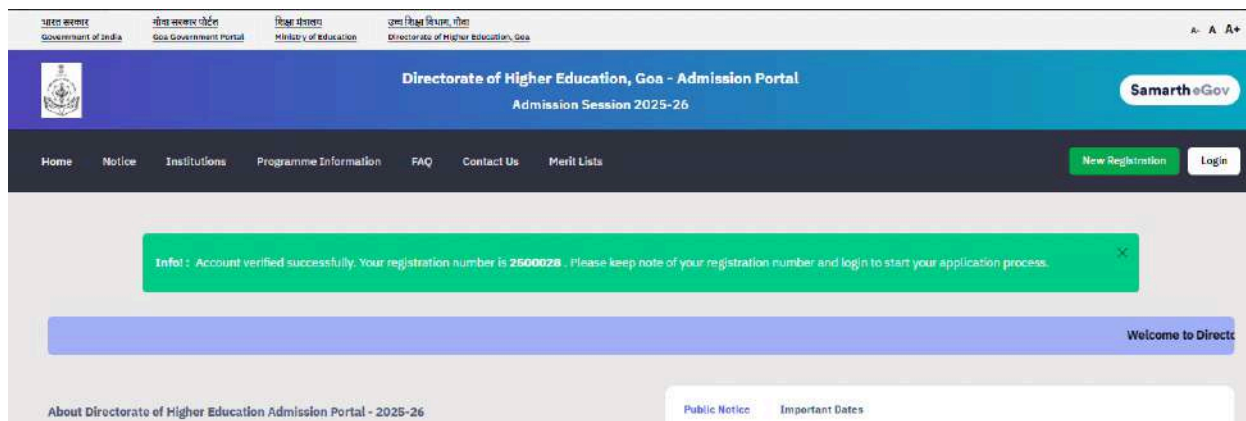 भारत सरकार गोवा सरकार पोर्टल शिक्षा मंत्रालय उच्च शिक्षा विभाग, गोवा
Government of India Goa Government Portal Ministry of Education Directorate of Higher Education, Goa
A- A A+
Directorate of Higher Education, Goa - Admission Portal
Admission Session 2025-26
Samarth eGov
Home Notice Institutions Programme Information FAQ Contact Us Merit Lists New Registration Login
Info! : Account verified successfully. Your registration number is 2500028 . Please keep note of your registration number and login to start your application process.
Welcome to Directo
About Directorate of Higher Education Admission Portal - 2025-26
Public Notice Important Dates